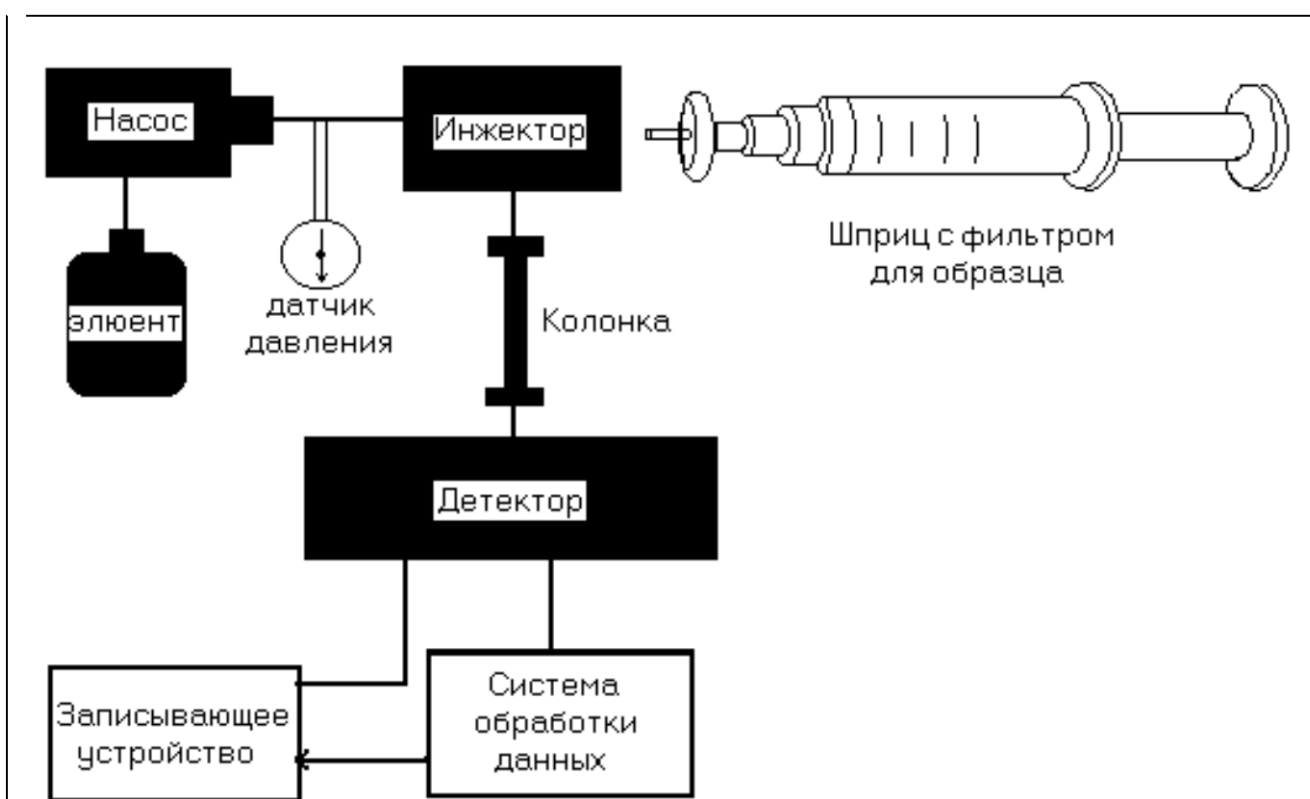 Насос
Инжектор
Шприц с фильтром
для образца
элюент
датчик
давления
Колонка
Детектор
Записывающее
устройство
Система
обработки
данных